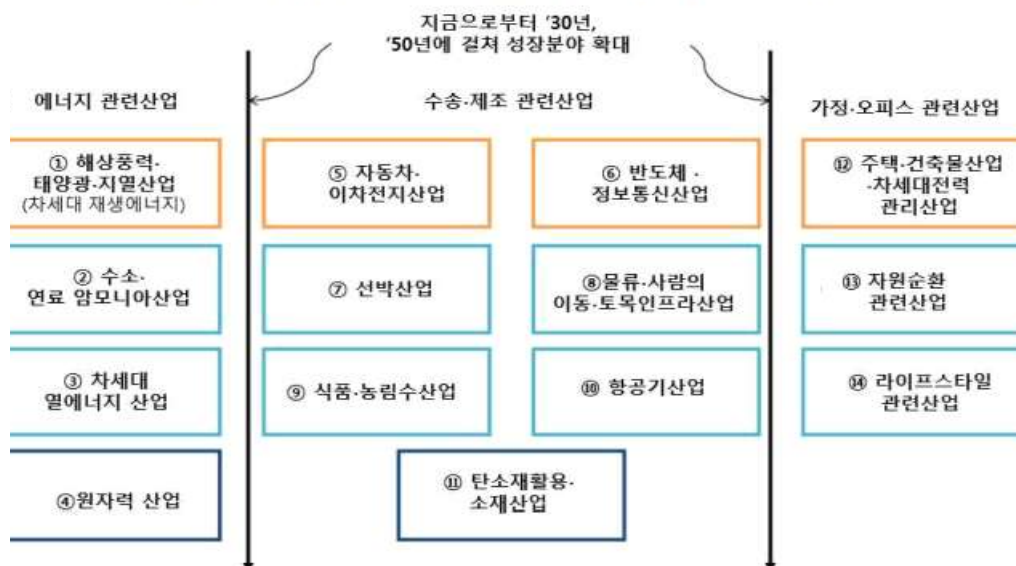 지금으로부터 '30년,
'50년에 걸쳐 성장분야 확대
에너지 관련산업
수송·제조 관련산업
가정·오피스 관련산업
① 해상풍력·
태양광·지열산업
(차세대 재생에너지)
⑤ 자동차·
이차전지산업
⑥ 반도체·
정보통신산업
⑫ 주택·건축물산업
·차세대전력
관리산업
② 수소·
연료 암모니아산업
⑦ 선박산업
⑧물류·사람의
이동·토목인프라산업
⑬ 자원순환
관련산업
③ 차세대
열에너지 산업
⑨ 식품·농림수산업
⑩ 항공기산업
⑭ 라이프스타일
관련산업
④원자력 산업
⑪ 탄소재활용·
소재산업